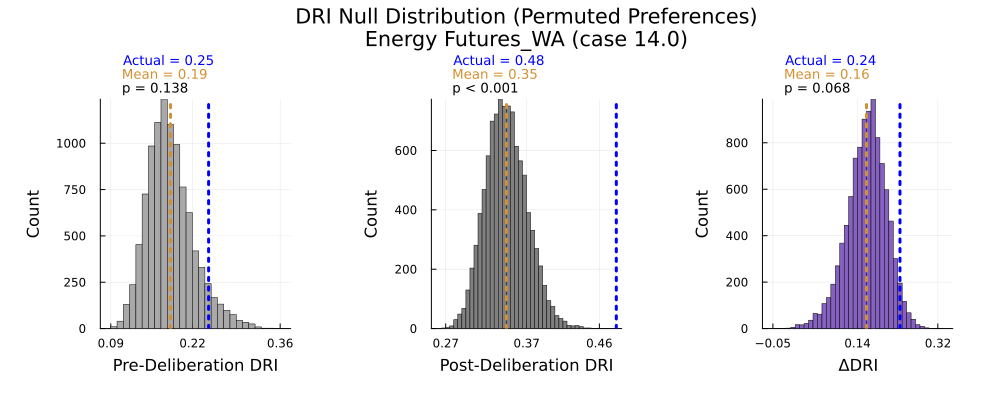 DRI Null Distribution (Permuted Preferences)
Energy Futures_WA (case 14.0)
Actual = 0.25
Mean = 0.19
p = 0.138
Count
1000
750
500
250
0
0.09
0.22
0.36
Pre-Deliberation DRI
Actual = 0.48
Mean = 0.35
p < 0.001
Count
600
400
200
0
0.27
0.37
0.46
Post-Deliberation DRI
Actual = 0.24
Mean = 0.16
p = 0.068
Count
800
600
400
200
0
−0.05
0.14
0.32
ΔDRI